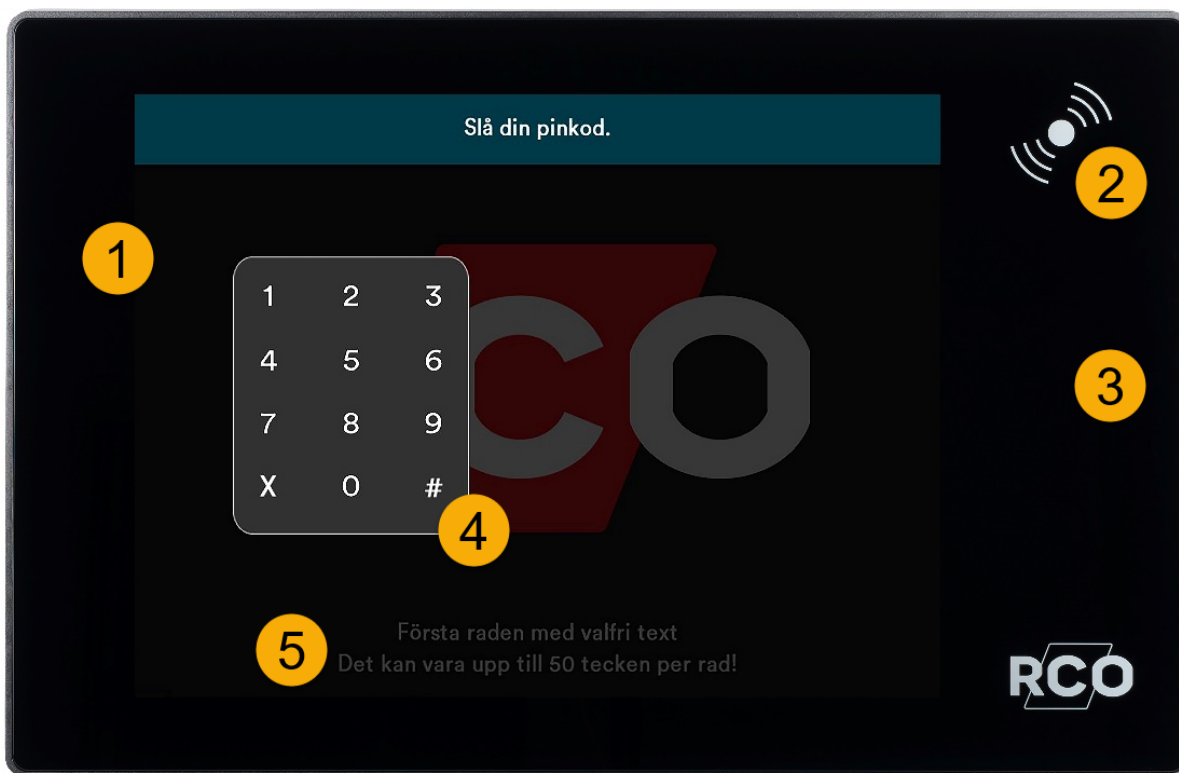 Slå din pinkod.
2
1
1 2 3
CO
4 5 6
3
7 8 9
X 0 #
4
Första raden med valfri text
5
Det kan vara upp till 50 tecken per rad!
RCO